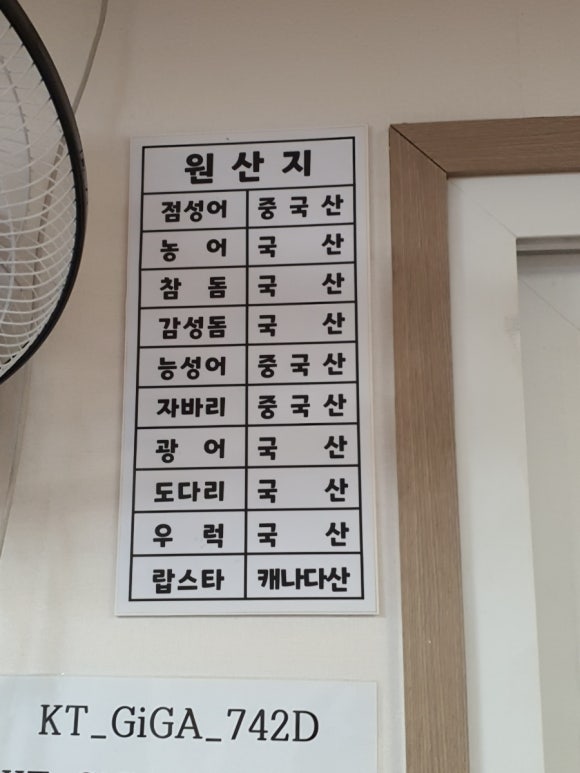 원 산 지
점성어 중 국 산
농 어 국 산
참 돔 국 산
감성돔 국 산
능성어 중 국 산
자바리 중 국 산
광 어 국 산
도다리 국 산
우 럭 국 산
랍스타 캐나다산
KT_GiGA_742D